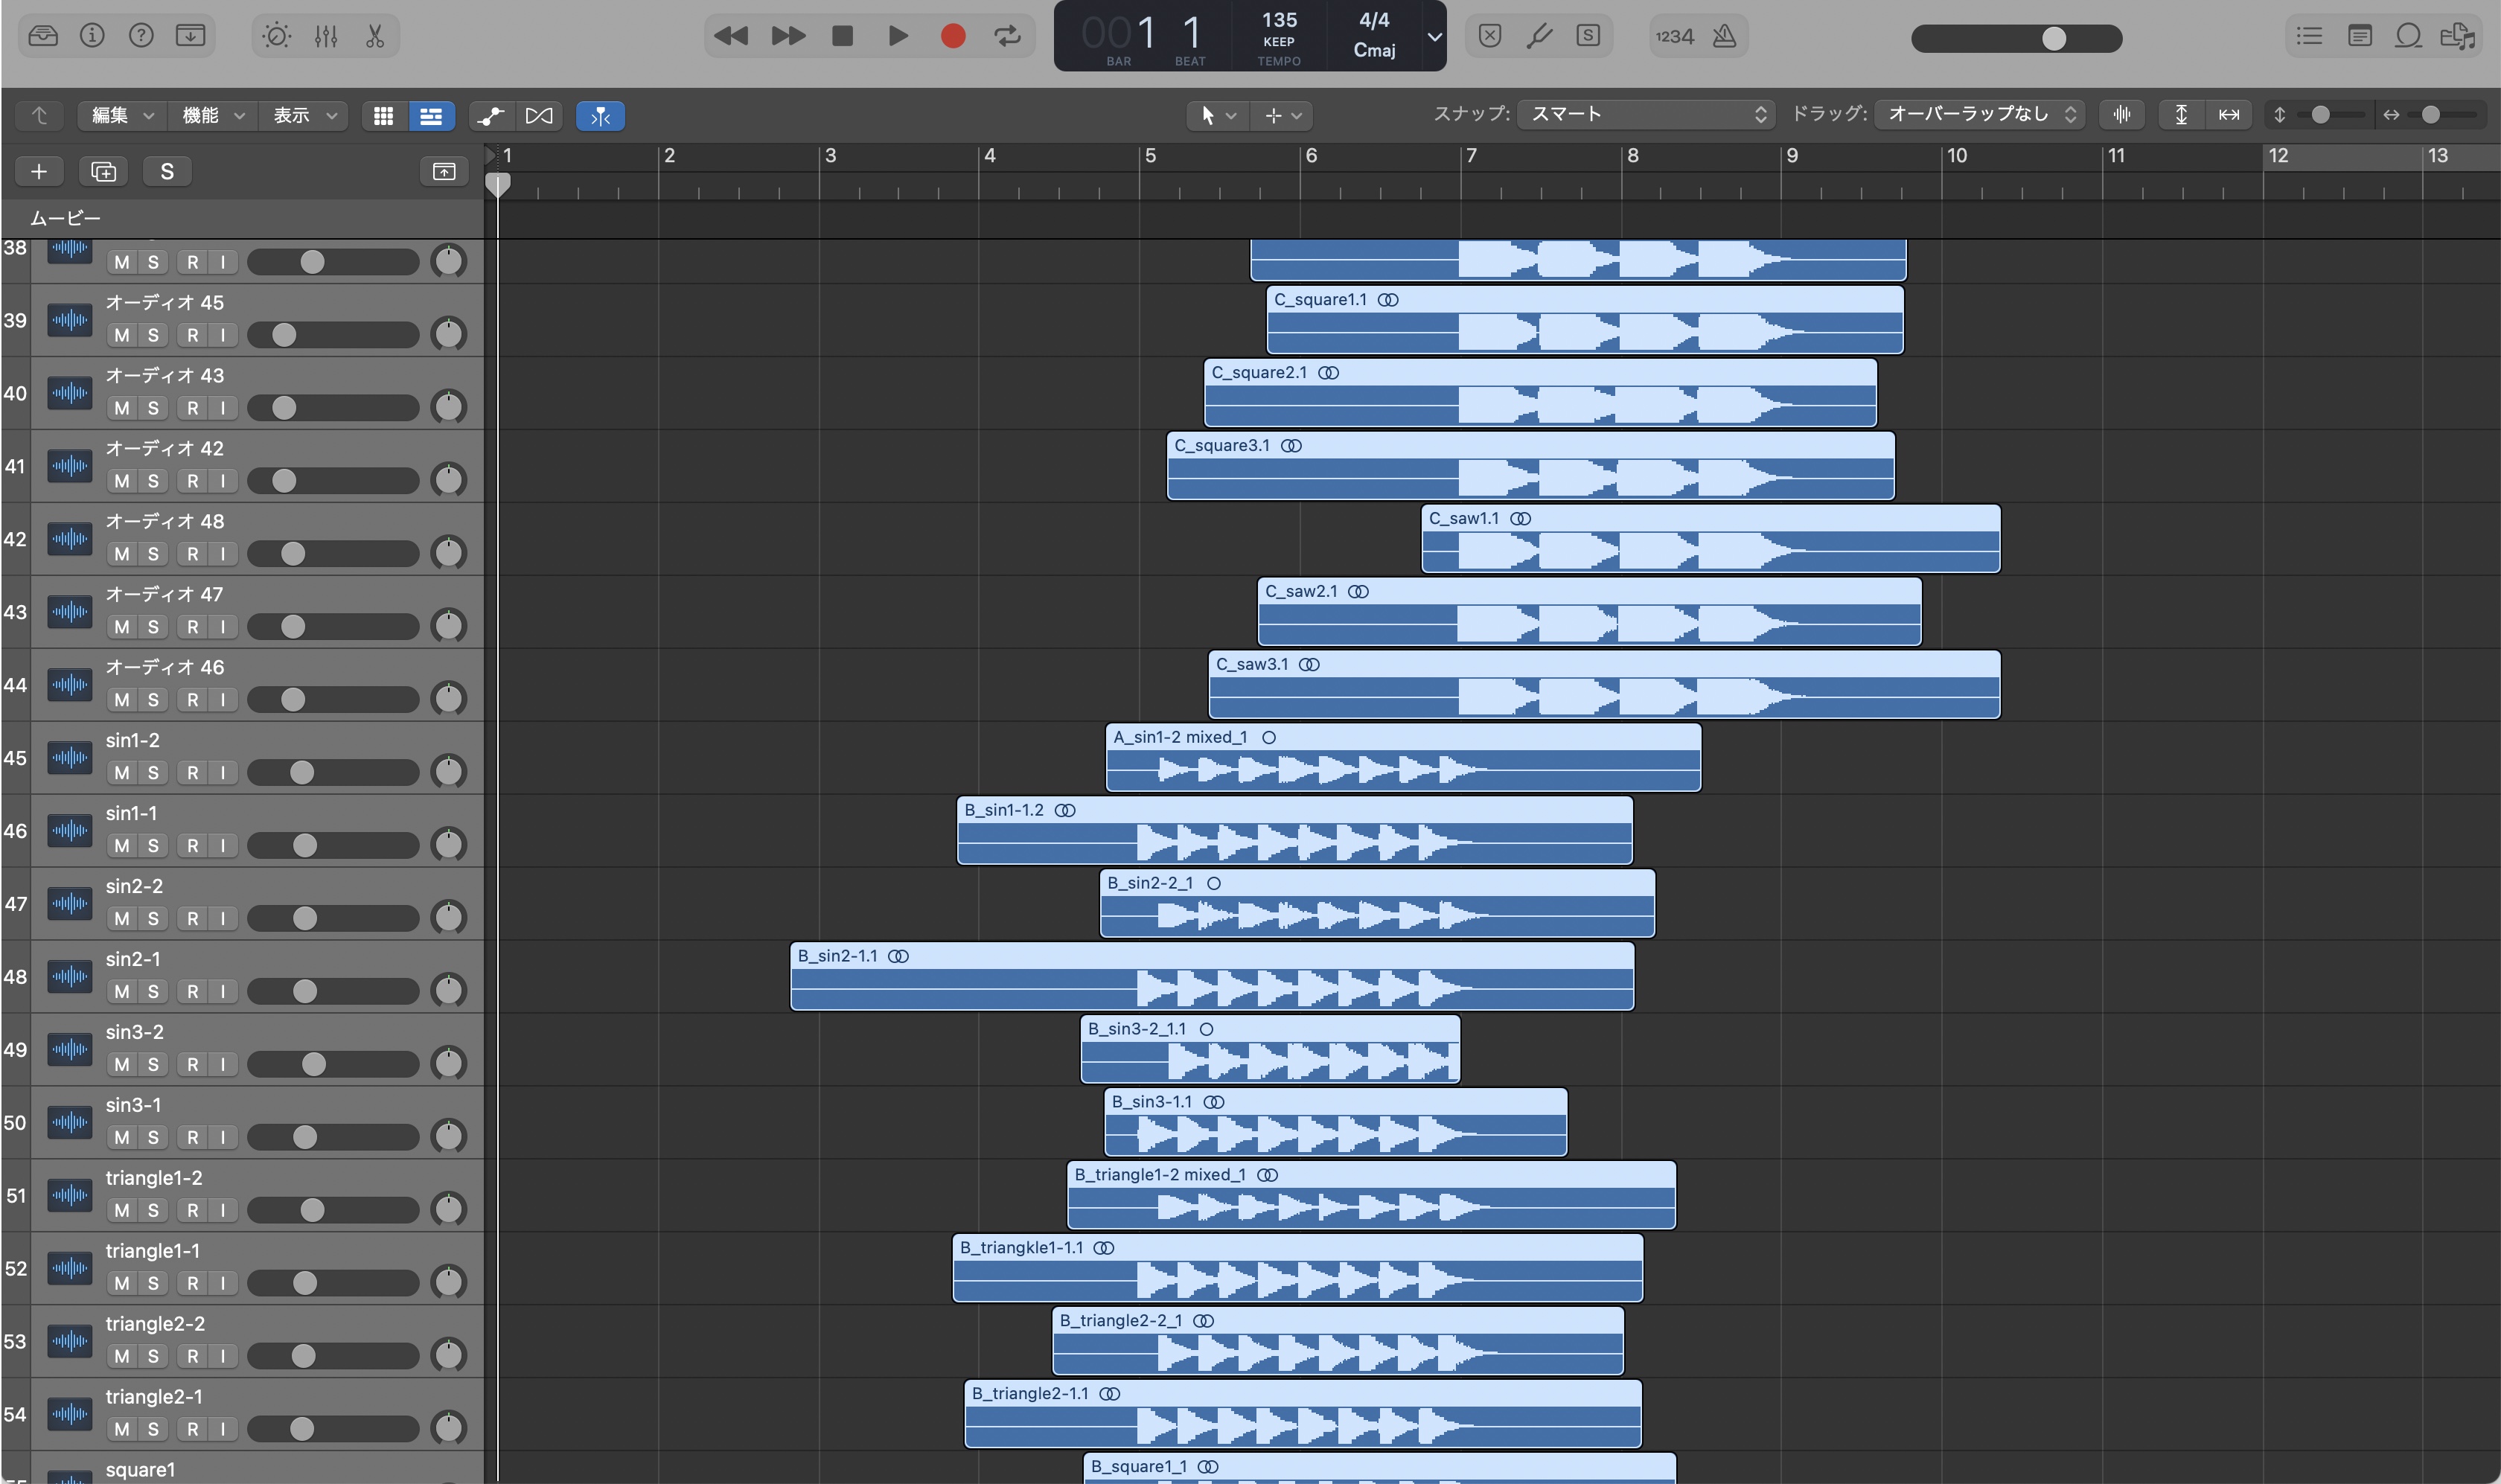 001 1 135 4/4
KEEP Cmaj
BAR BEAT TEMPO
S 1234
編集 機能 表示 スナップ: スマート ドラッグ: オーバーラップなし
S
1 2 3 4 5 6 7 8 9 10 11 12 13
ムービー
38 M S R I
39 オーディオ 45 M S R I C_square1.1
40 オーディオ 43 M S R I C_square2.1
41 オーディオ 42 M S R I C_square3.1
42 オーディオ 48 M S R I C_saw1.1
43 オーディオ 47 M S R I C_saw2.1
44 オーディオ 46 M S R I C_saw3.1
45 sin1-2 M S R I A_sin1-2 mixed_1
46 sin1-1 M S R I B_sin1-1.2
47 sin2-2 M S R I B_sin2-2_1
48 sin2-1 M S R I B_sin2-1.1
49 sin3-2 M S R I B_sin3-2_1.1
50 sin3-1 M S R I B_sin3-1.1
51 triangle1-2 M S R I B_triangle1-2 mixed_1
52 triangle1-1 M S R I B_triangkle1-1.1
53 triangle2-2 M S R I B_triangle2-2_1
54 triangle2-1 M S R I B_triangle2-1.1
square1 B_square1_1